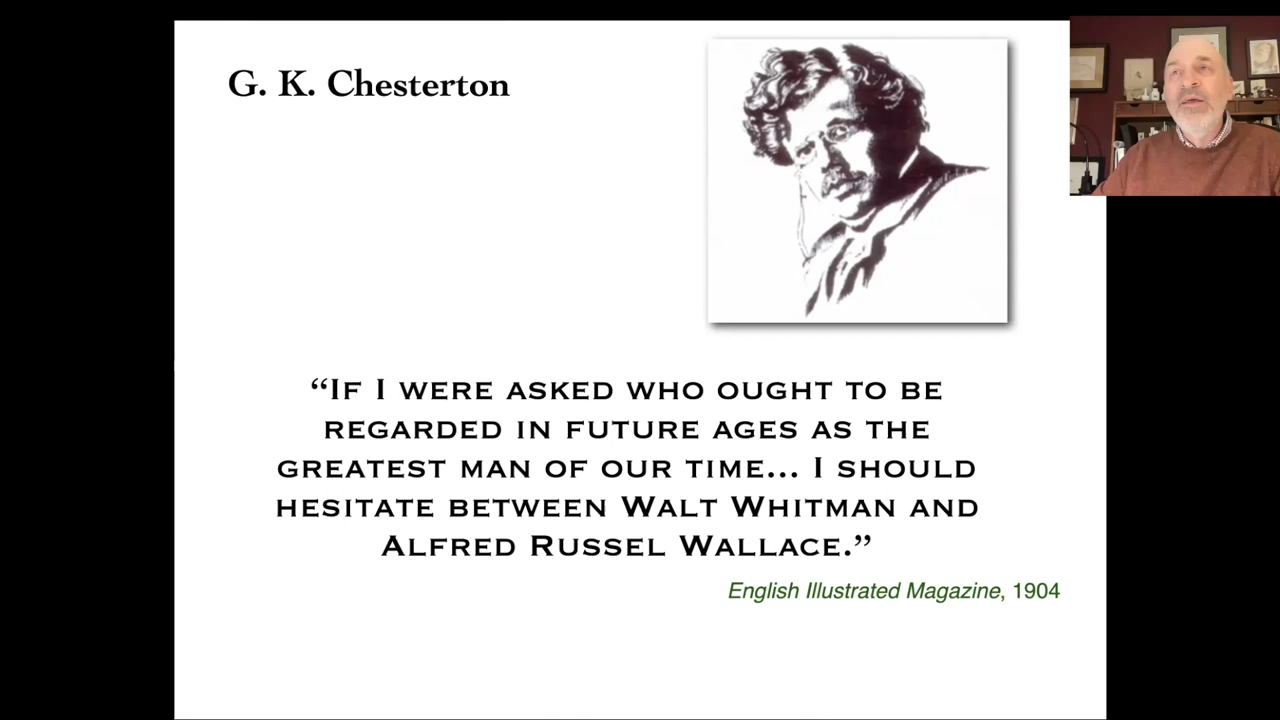 G. K. Chesterton
“If I were asked who ought to be
regarded in future ages as the
greatest man of our time... I should
hesitate between Walt Whitman and
Alfred Russel Wallace.”
English Illustrated Magazine, 1904